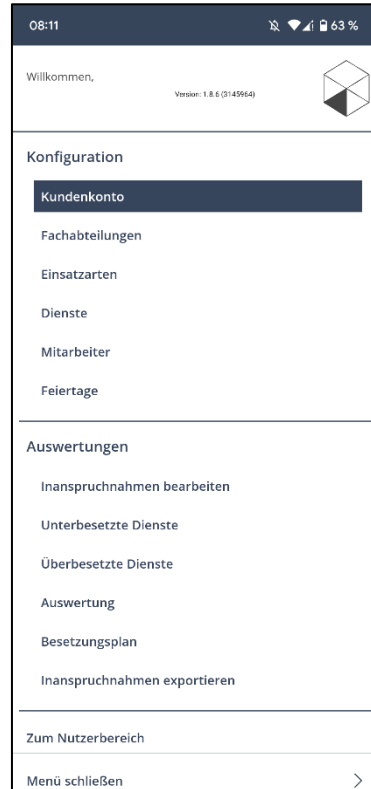 08:11 63 %
Willkommen,
Version: 1.8.6 (3145964)
Konfiguration
Kundenkonto
Fachabteilungen
Einsatzarten
Dienste
Mitarbeiter
Feiertage
Auswertungen
Inanspruchnahmen bearbeiten
Unterbesetzte Dienste
Überbesetzte Dienste
Auswertung
Besetzungsplan
Inanspruchnahmen exportieren
Zum Nutzerbereich
Menü schließen